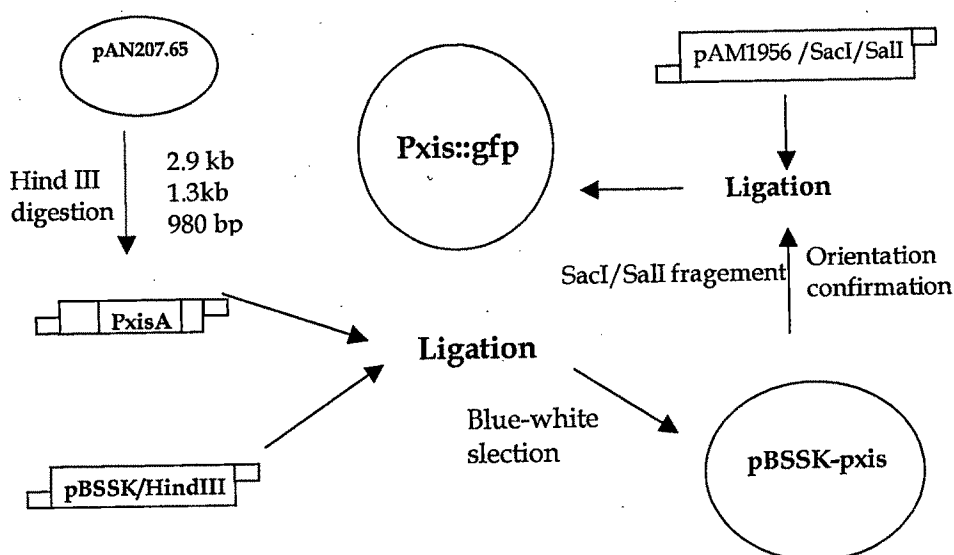 pAN207.65
Hind III
digestion
2.9 kb
1.3kb
980 bp
PxisA
pBSSK/HindIII
Ligation
Blue-white
slection
pBSSK-pxis
Orientation
confirmation
SacI/SalI fragement
pAM1956 /SacI/SalI
Ligation
Pxis::gfp